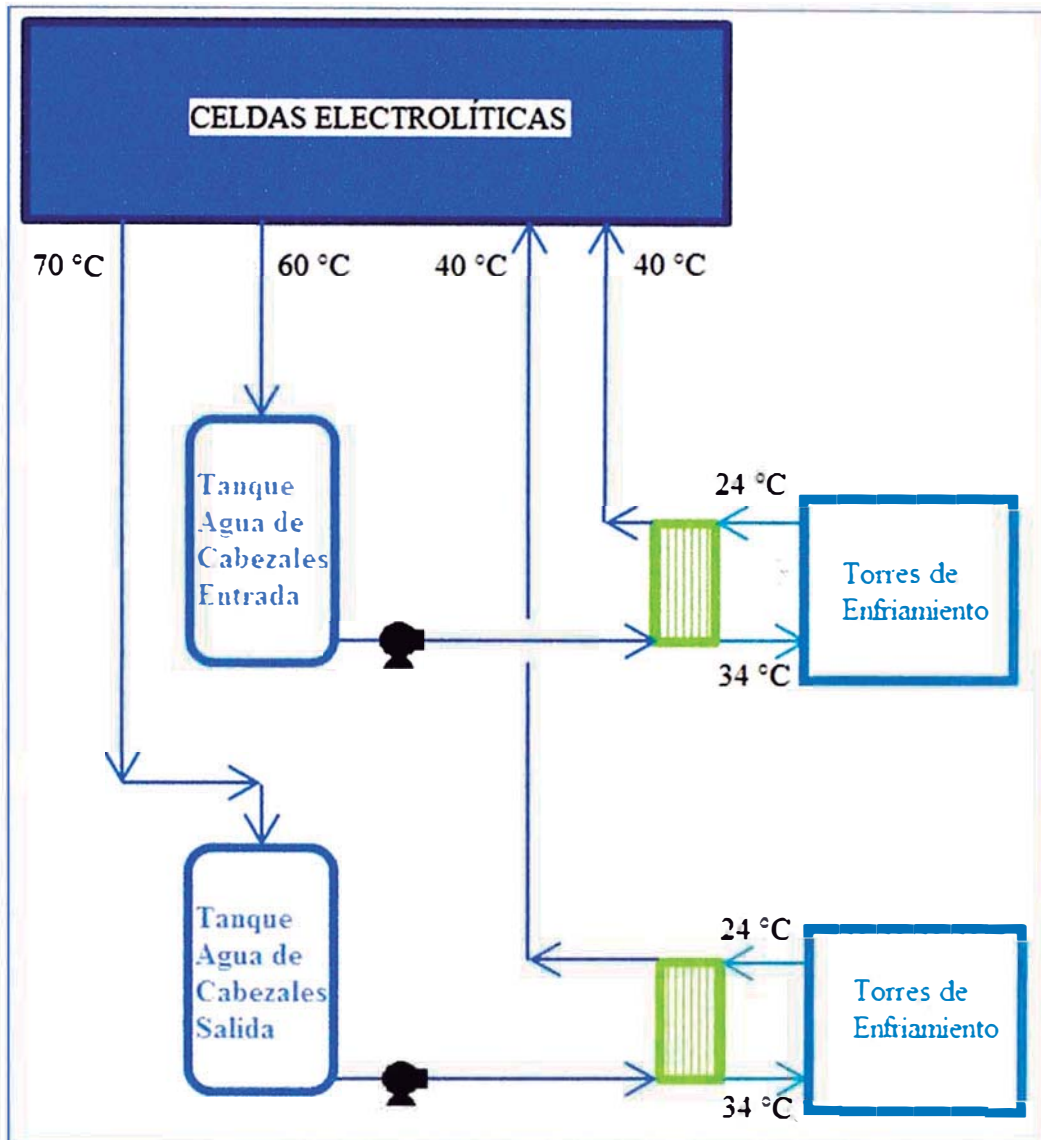 CELDAS ELECTROLÍTICAS
70 °C
60 °C
40 °C
40 °C
Tanque
Agua de
Cabezales
Entrada
24 °C
Torres de
Enfriamiento
34 °C
Tanque
Agua de
Cabezales
Salida
24 °C
Torres de
Enfriamiento
34 °C